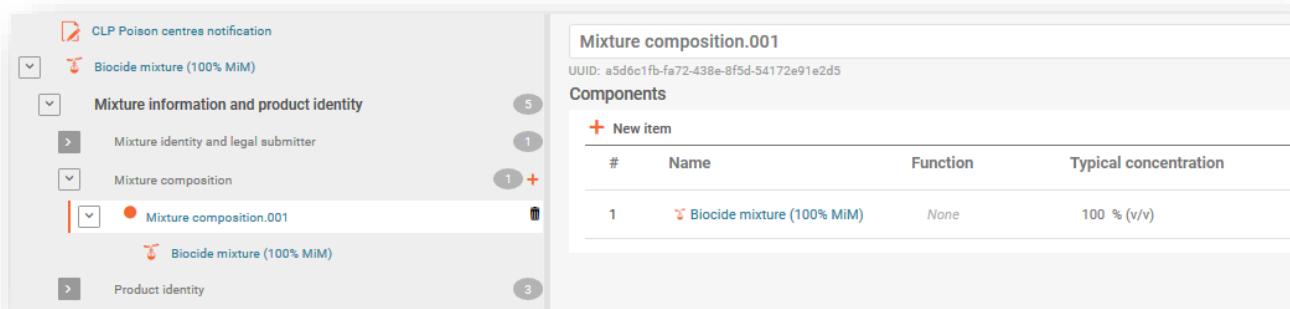 CLP Poison centres notification
Biocide mixture (100% MiM)
Mixture information and product identity 5
Mixture identity and legal submitter 1
Mixture composition 1 +
Mixture composition.001
Biocide mixture (100% MiM)
Product identity 3
Mixture composition.001
UUID: a5d6c1fb-fa72-438e-8f5d-54172e91e2d5
Components
+ New item
# Name Function Typical concentration
1 Biocide mixture (100% MiM) None 100 % (v/v)